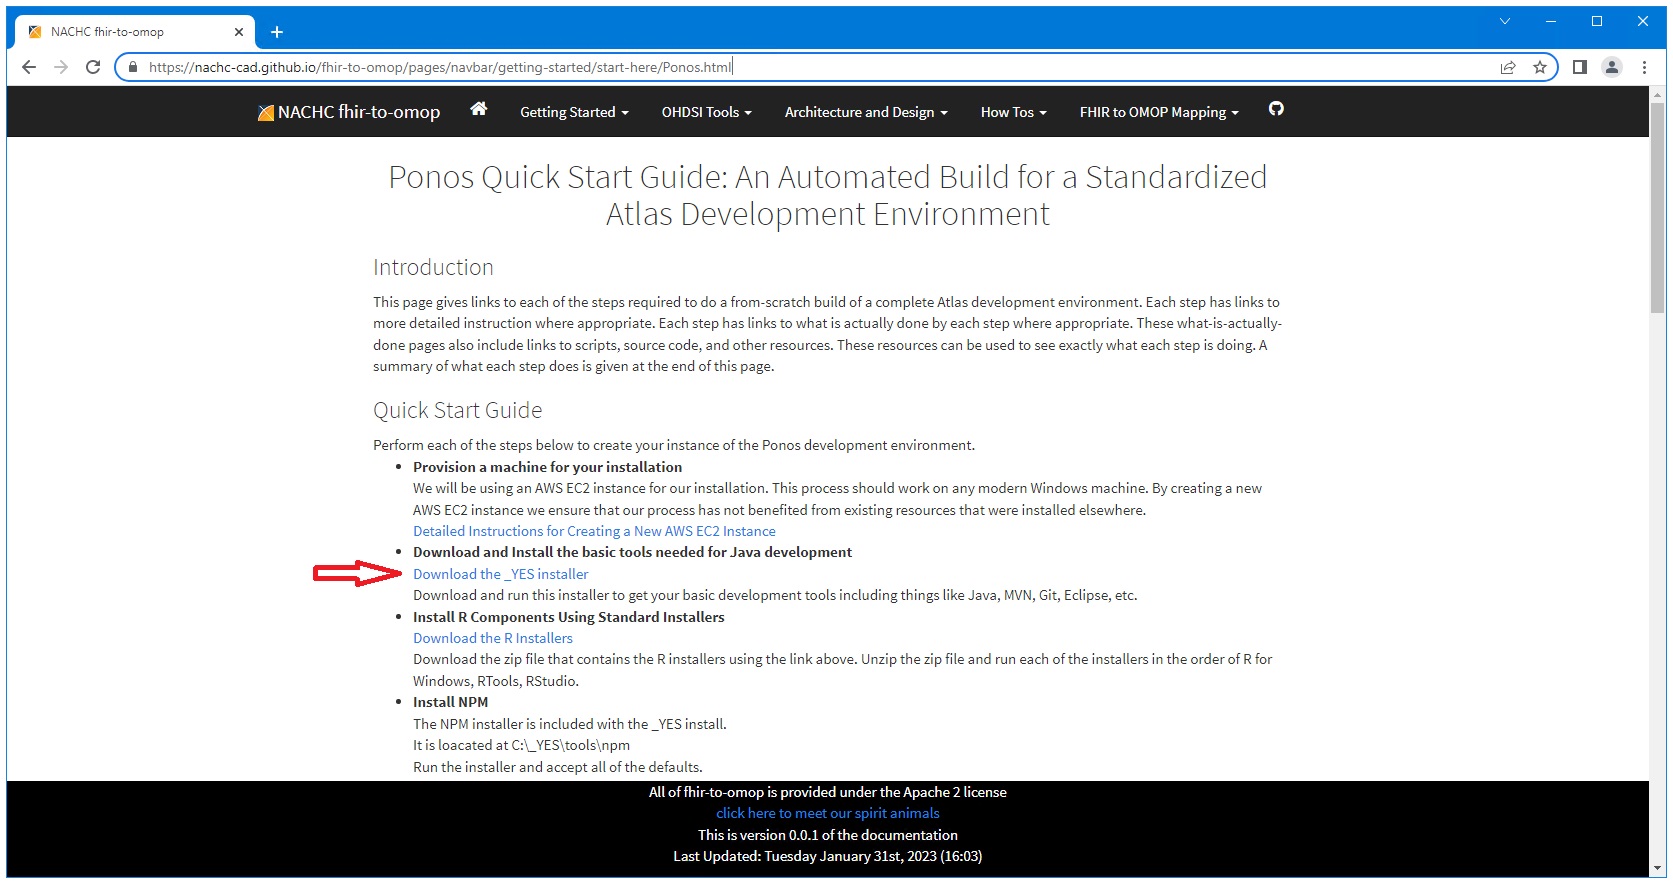 NACHC fhir-to-omop
https://nachc-cad.github.io/fhir-to-omop/pages/navbar/getting-started/start-here/Ponos.html
NACHC fhir-to-omop Getting Started OHDSI Tools Architecture and Design How Tos FHIR to OMOP Mapping
Ponos Quick Start Guide: An Automated Build for a Standardized
Atlas Development Environment
Introduction
This page gives links to each of the steps required to do a from-scratch build of a complete Atlas development environment. Each step has links to
more detailed instruction where appropriate. Each step has links to what is actually done by each step where appropriate. These what-is-actually-
done pages also include links to scripts, source code, and other resources. These resources can be used to see exactly what each step is doing. A
summary of what each step does is given at the end of this page.
Quick Start Guide
Perform each of the steps below to create your instance of the Ponos development environment.
• Provision a machine for your installation
We will be using an AWS EC2 instance for our installation. This process should work on any modern Windows machine. By creating a new
AWS EC2 instance we ensure that our process has not benefited from existing resources that were installed elsewhere.
Detailed Instructions for Creating a New AWS EC2 Instance
• Download and Install the basic tools needed for Java development
Download the _YES installer
Download and run this installer to get your basic development tools including things like Java, MVN, Git, Eclipse, etc.
• Install R Components Using Standard Installers
Download the R Installers
Download the zip file that contains the R installers using the link above. Unzip the zip file and run each of the installers in the order of R for
Windows, RTools, RStudio.
• Install NPM
The NPM installer is included with the _YES install.
It is loacated at C:\_YES\tools\npm
Run the installer and accept all of the defaults.
All of fhir-to-omop is provided under the Apache 2 license
click here to meet our spirit animals
This is version 0.0.1 of the documentation
Last Updated: Tuesday January 31st, 2023 (16:03)